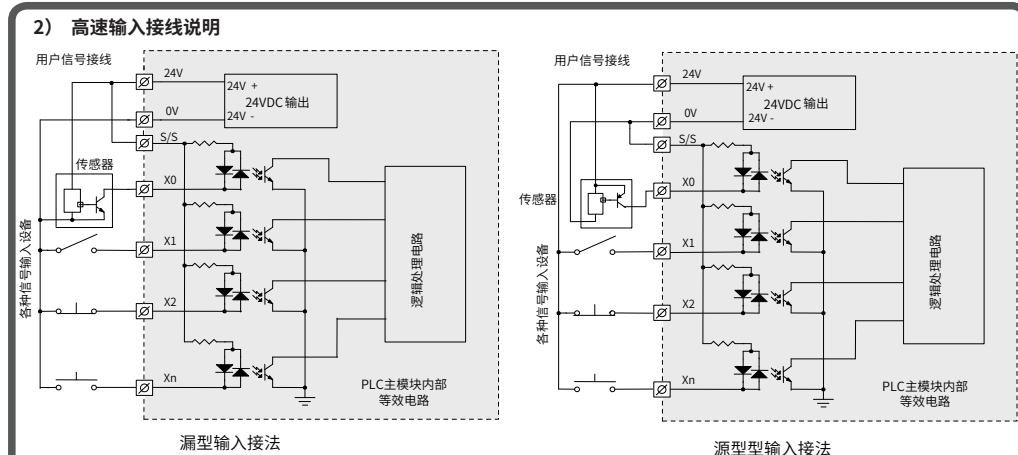 2） 高速输入接线说明
用户信号接线
24V
24V +
24VDC 输出
0V
24V -
S/S
传感器
X0
X1
X2
Xn
各种信号输入设备
逻辑处理电路
PLC主模块内部
等效电路
漏型输入接法
用户信号接线
24V
24V +
24VDC 输出
0V
24V -
S/S
传感器
X0
X1
X2
Xn
各种信号输入设备
逻辑处理电路
PLC主模块内部
等效电路
源型型输入接法